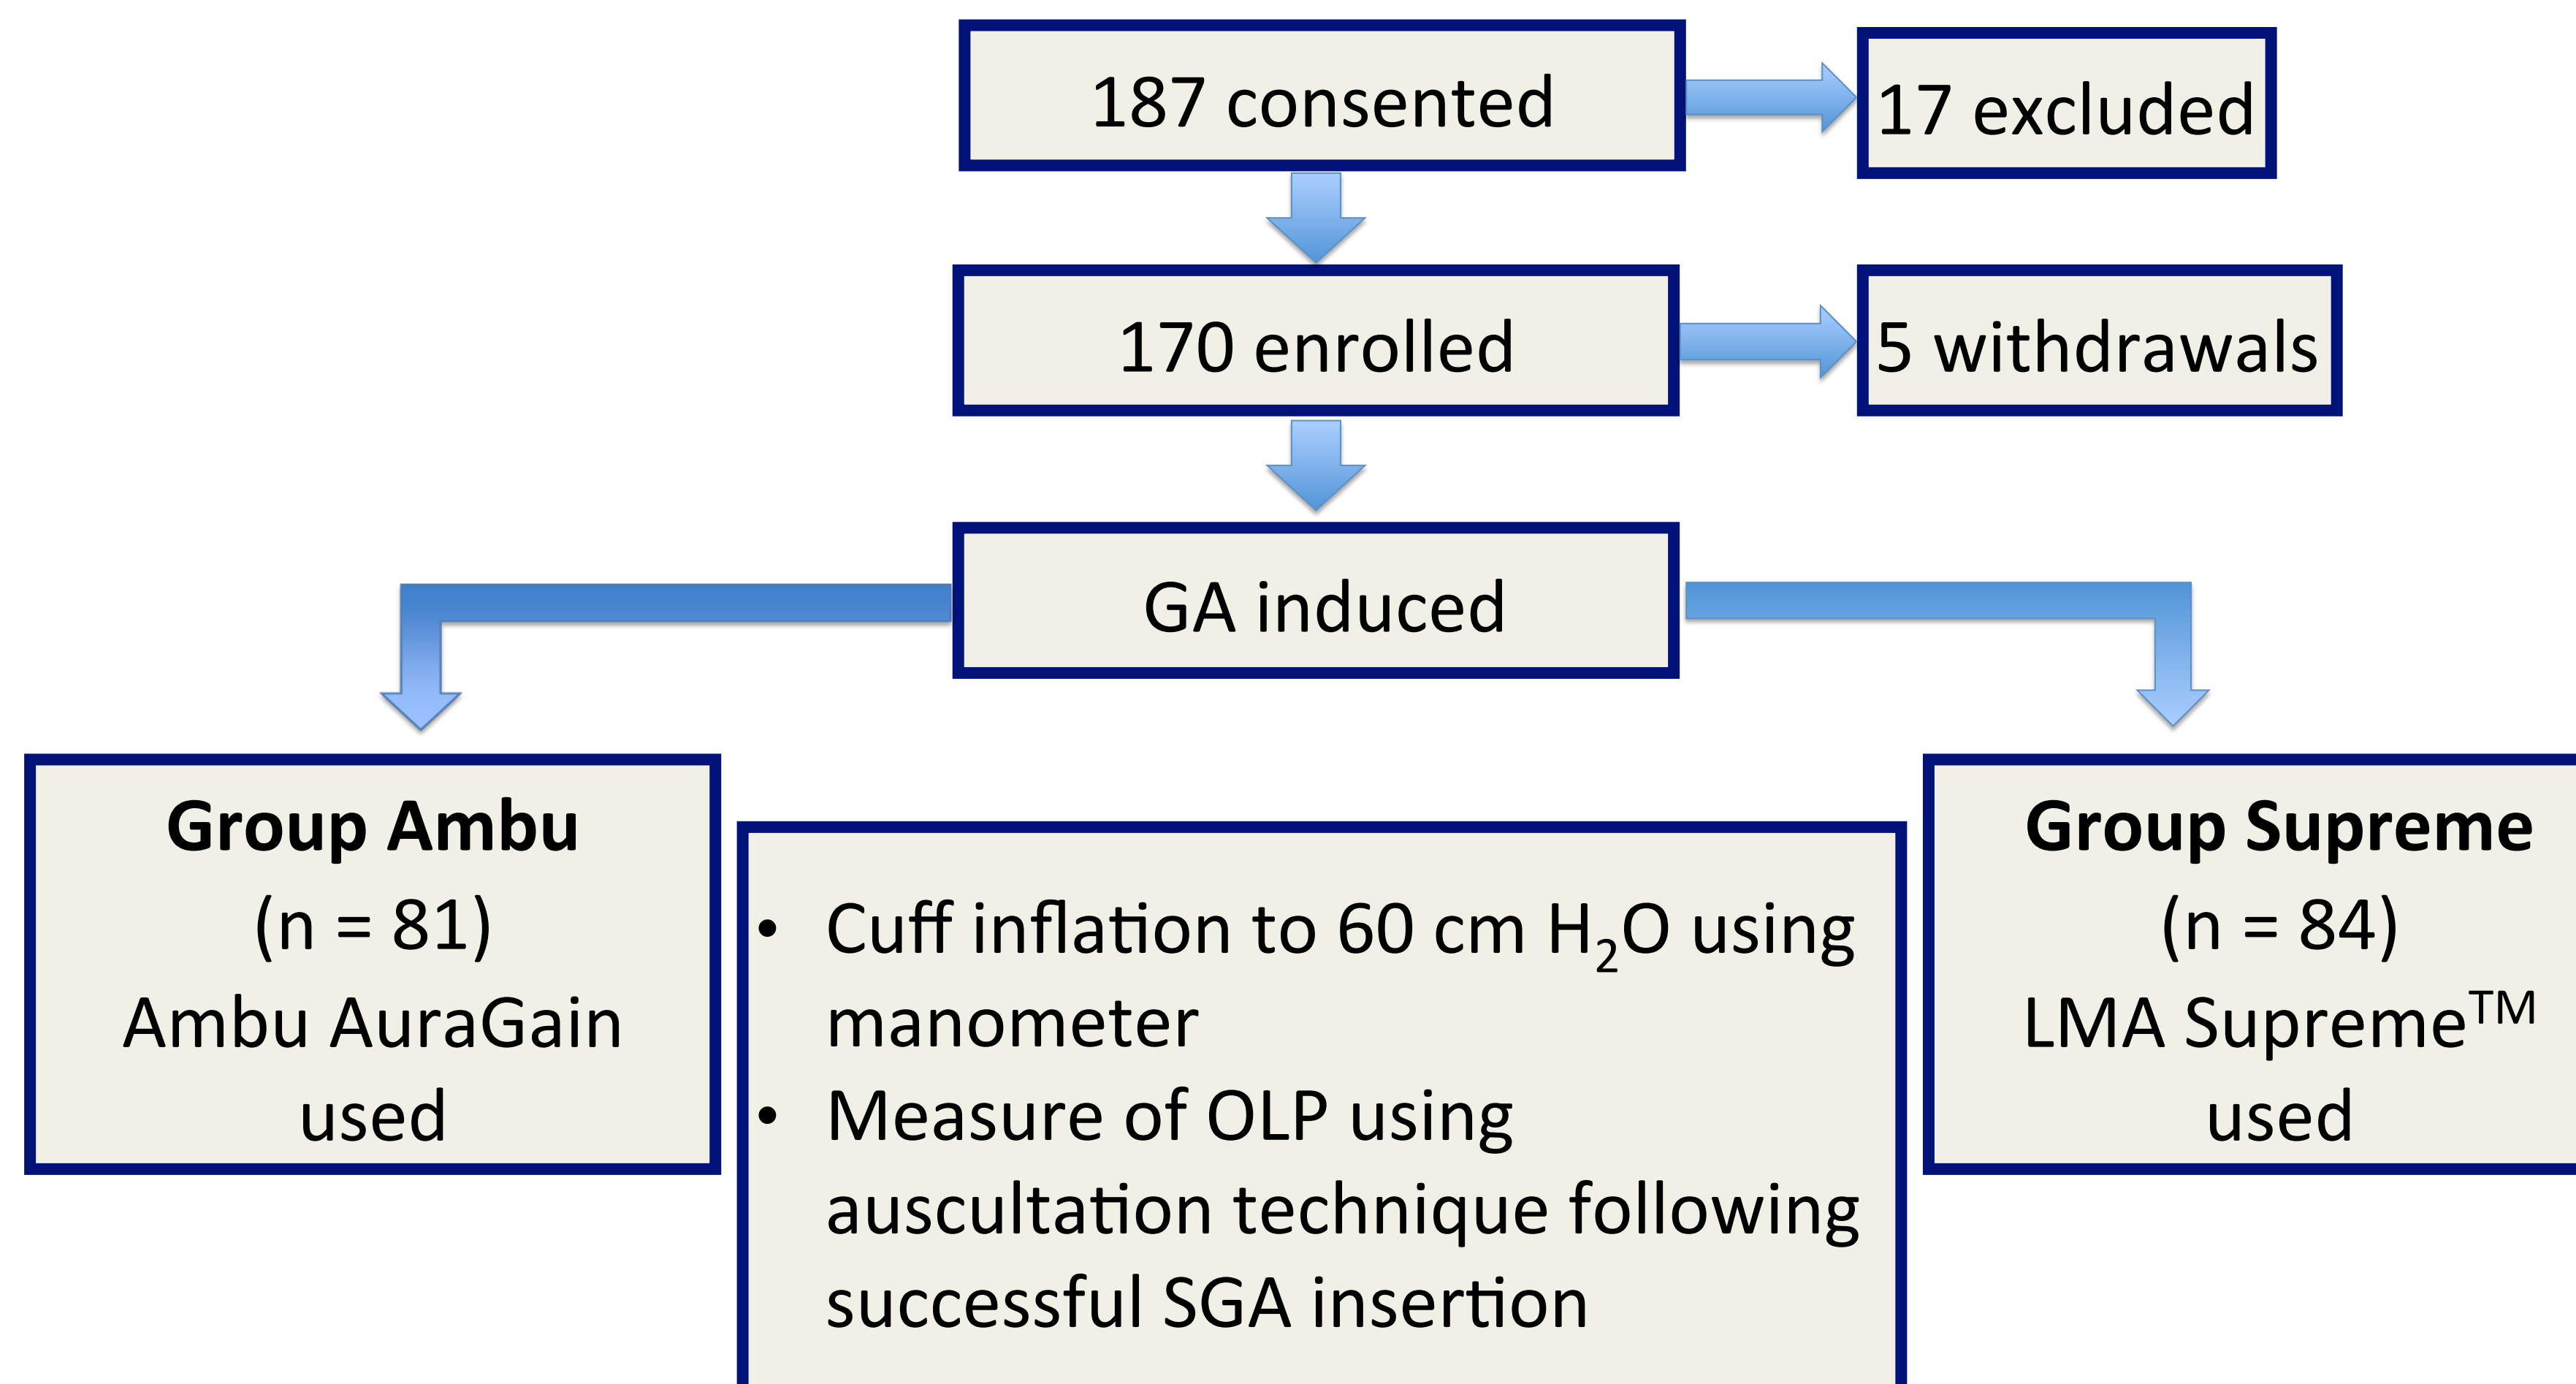 187 consented
17 excluded
170 enrolled
5 withdrawals
GA induced
Group Ambu
(n = 81)
Ambu AuraGain
used
• Cuff inflation to 60 cm H₂O using
manometer
• Measure of OLP using
auscultation technique following
successful SGA insertion
Group Supreme
(n = 84)
LMA Supreme™
used